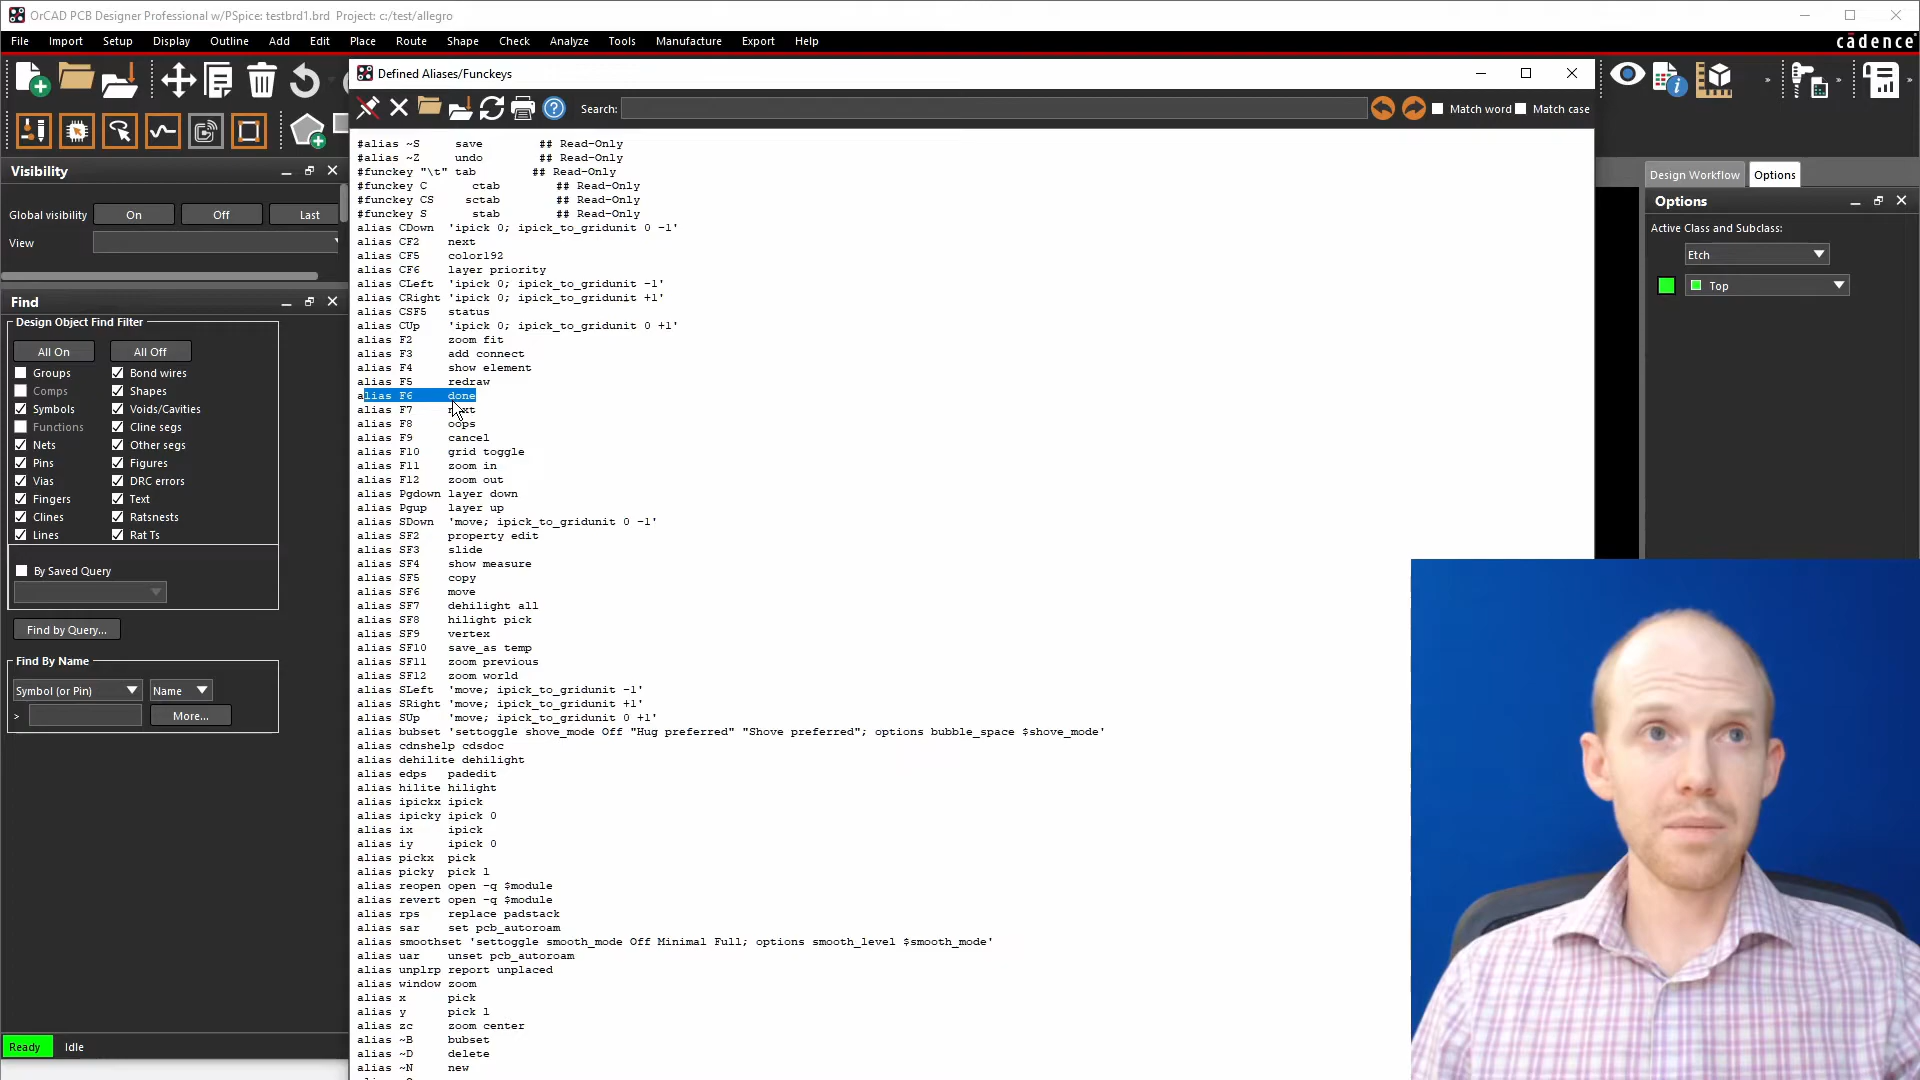 OrCAD PCB Designer Professional w/PSpice: testbrd1.brd  Project: c:/test/allegro
File Import Setup Display Outline Add Edit Place Route Shape Check Analyze Tools Manufacture Export Help
cādence
Defined Aliases/Funckeys
Search:
Match word
Match case
Visibility
Global visibility On Off Last
View
Find
Design Object Find Filter
All On All Off
Groups Bond wires
Comps Shapes
Symbols Voids/Cavities
Functions Cline segs
Nets Other segs
Pins Figures
Vias DRC errors
Fingers Text
Clines Ratsnests
Lines Rat Ts
By Saved Query
Find by Query...
Find By Name
Symbol (or Pin) Name
> More...
Ready Idle
#alias ~S save ## Read-Only
#alias ~Z undo ## Read-Only
#funckey "\t" tab ## Read-Only
#funckey C ctab ## Read-Only
#funckey CS sctab ## Read-Only
#funckey S stab ## Read-Only
alias CDown 'ipick 0; ipick_to_gridunit 0 -1'
alias CF2 next
alias CF5 color192
alias CF6 layer priority
alias CLeft 'ipick 0; ipick_to_gridunit -1'
alias CRight 'ipick 0; ipick_to_gridunit +1'
alias CSF5 status
alias CUp 'ipick 0; ipick_to_gridunit 0 +1'
alias F2 zoom fit
alias F3 add connect
alias F4 show element
alias F5 redraw
alias F6 done
alias F7 next
alias F8 oops
alias F9 cancel
alias F10 grid toggle
alias F11 zoom in
alias F12 zoom out
alias Pgdown layer down
alias Pgup layer up
alias SDown 'move; ipick_to_gridunit 0 -1'
alias SF2 property edit
alias SF3 slide
alias SF4 show measure
alias SF5 copy
alias SF6 move
alias SF7 dehilight all
alias SF8 hilight pick
alias SF9 vertex
alias SF10 save_as temp
alias SF11 zoom previous
alias SF12 zoom world
alias SLeft 'move; ipick_to_gridunit -1'
alias SRight 'move; ipick_to_gridunit +1'
alias SUp 'move; ipick_to_gridunit 0 +1'
alias bubset 'settoggle shove_mode Off "Hug preferred" "Shove preferred"; options bubble_space $shove_mode'
alias cdnshelp cdsdoc
alias dehilite dehilight
alias edps padedit
alias hilite hilight
alias ipickx ipick
alias ipicky ipick 0
alias ix ipick
alias iy ipick 0
alias pickx pick
alias picky pick 1
alias reopen open -q $module
alias revert open -q $module
alias rps replace padstack
alias sar set pcb_autoroam
alias smoothset 'settoggle smooth_mode Off Minimal Full; options smooth_level $smooth_mode'
alias uar unset pcb_autoroam
alias unplrp report unplaced
alias window zoom
alias x pick
alias y pick 1
alias zc zoom center
alias ~B bubset
alias ~D delete
alias ~N new
Design Workflow Options
Options
Active Class and Subclass:
Etch
Top